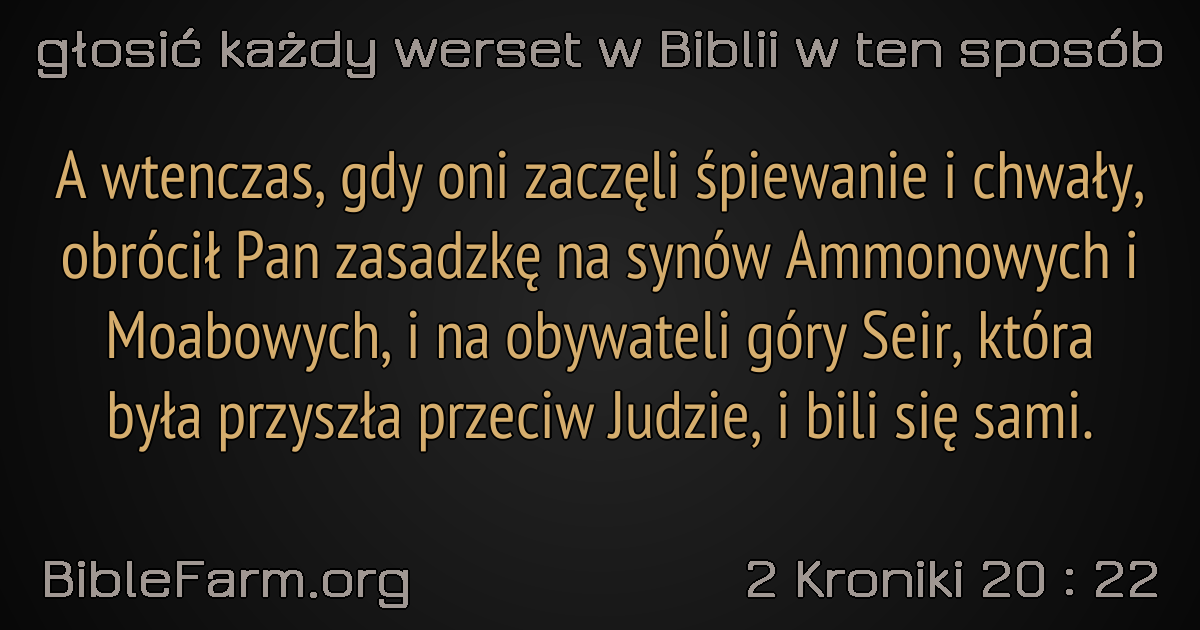 głosić każdy werset w Biblii w ten sposób
A wtenczas, gdy oni zaczęli śpiewanie i chwały,
obrócił Pan zasadzkę na synów Ammonowych i
Moabowych, i na obywateli góry Seir, która
była przyszła przeciw Judzie, i bili się sami.
BibleFarm.org
2 Kroniki 20 : 22